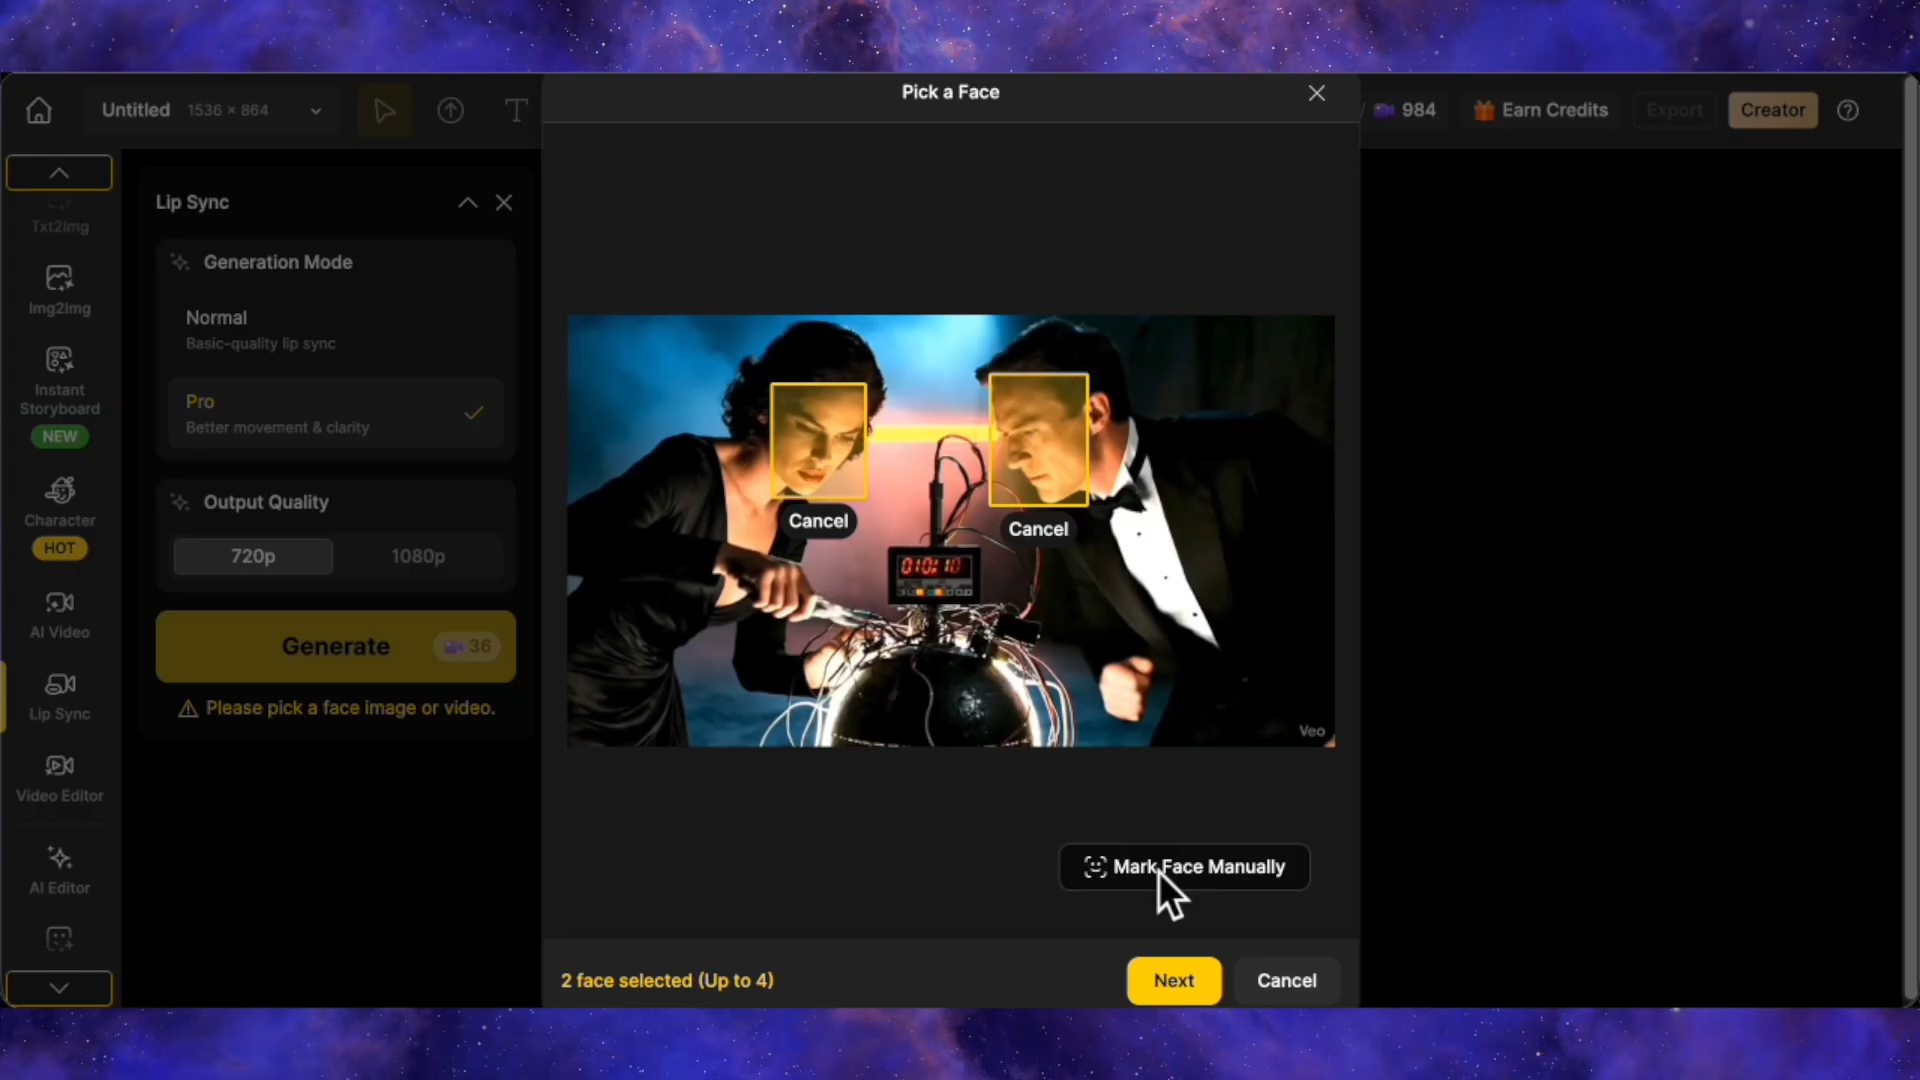 Pick a Face
Untitled 1536 × 864
T
/ 984
Earn Credits
Export
Creator
Txt2Img
Img2Img
Instant
Storyboard
NEW
Character
HOT
AI Video
Lip Sync
Video Editor
AI Editor
Lip Sync
Generation Mode
Normal
Basic-quality lip sync
Pro
Better movement & clarity
Output Quality
720p 1080p
Generate 36
Please pick a face image or video.
Cancel
Cancel
010:10
Veo
Mark Face Manually
2 face selected (Up to 4)
Next
Cancel